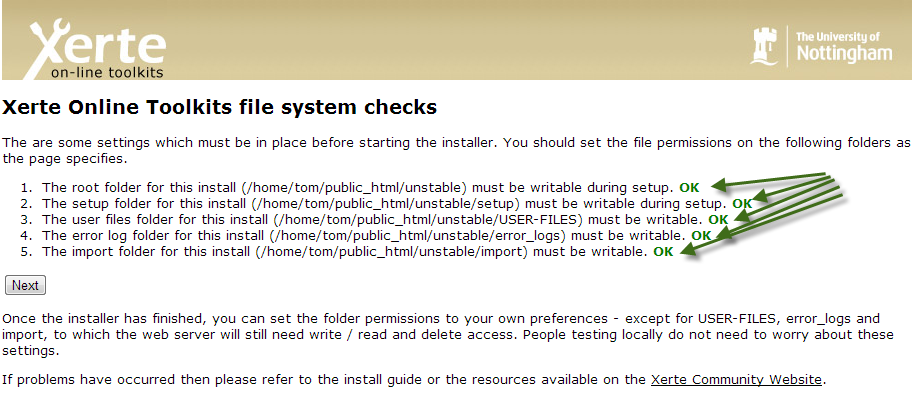 Xerte
on-line toolkits
The University of
Nottingham
Xerte Online Toolkits file system checks
The are some settings which must be in place before starting the installer. You should set the file permissions on the following folders as
the page specifies.
1. The root folder for this install (/home/tom/public_html/unstable) must be writable during setup. OK
2. The setup folder for this install (/home/tom/public_html/unstable/setup) must be writable during setup. OK
3. The user files folder for this install (/home/tom/public_html/unstable/USER-FILES) must be writable. OK
4. The error log folder for this install (/home/tom/public_html/unstable/error_logs) must be writable. OK
5. The import folder for this install (/home/tom/public_html/unstable/import) must be writable. OK
Next
Once the installer has finished, you can set the folder permissions to your own preferences - except for USER-FILES, error_logs and
import, to which the web server will still need write / read and delete access. People testing locally do not need to worry about these
settings.
If problems have occurred then please refer to the install guide or the resources available on the Xerte Community Website.